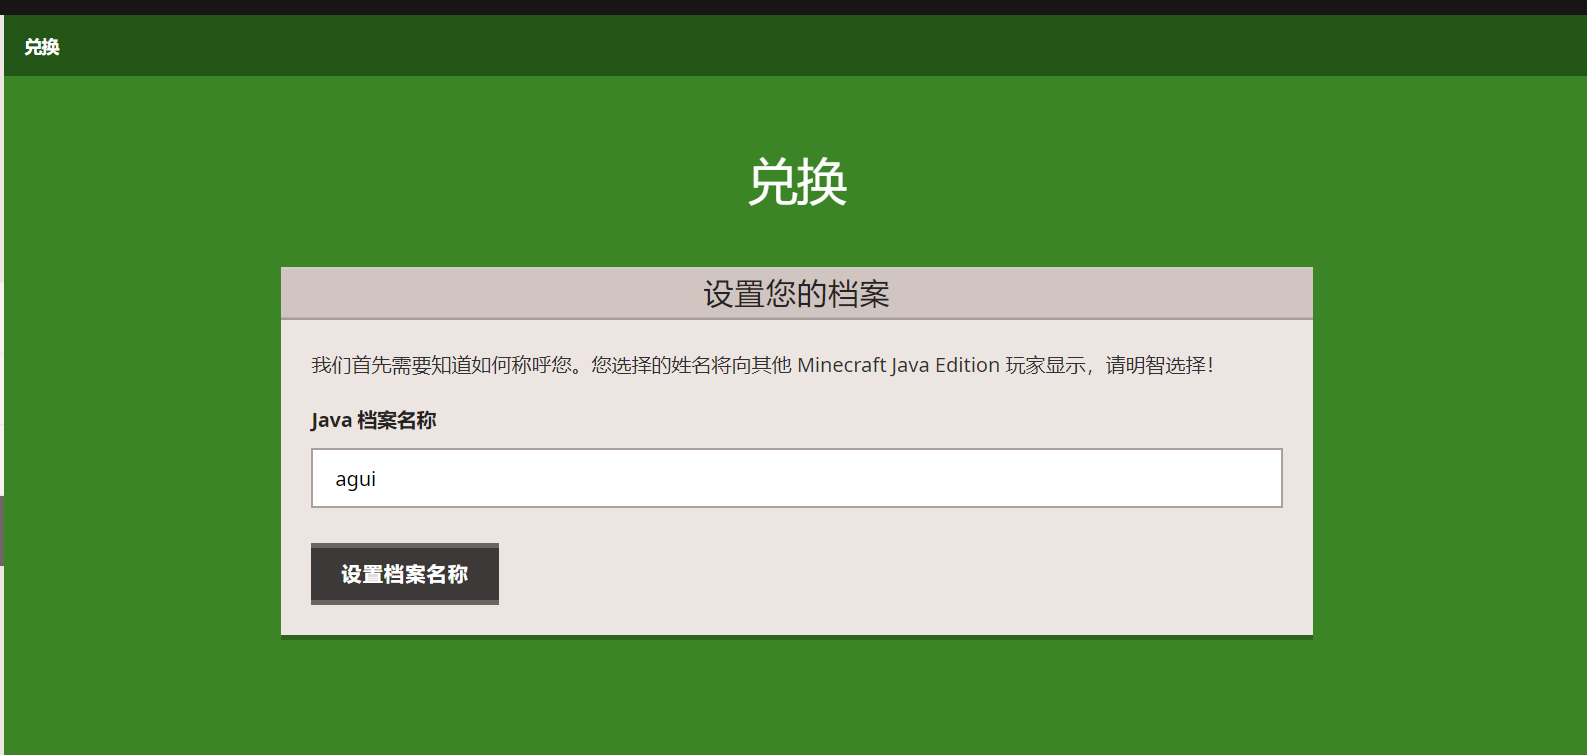 兑换
兑换
设置您的档案
我们首先需要知道如何称呼您。您选择的姓名将向其他 Minecraft Java Edition 玩家显示，请明智选择！
Java 档案名称
agui
设置档案名称